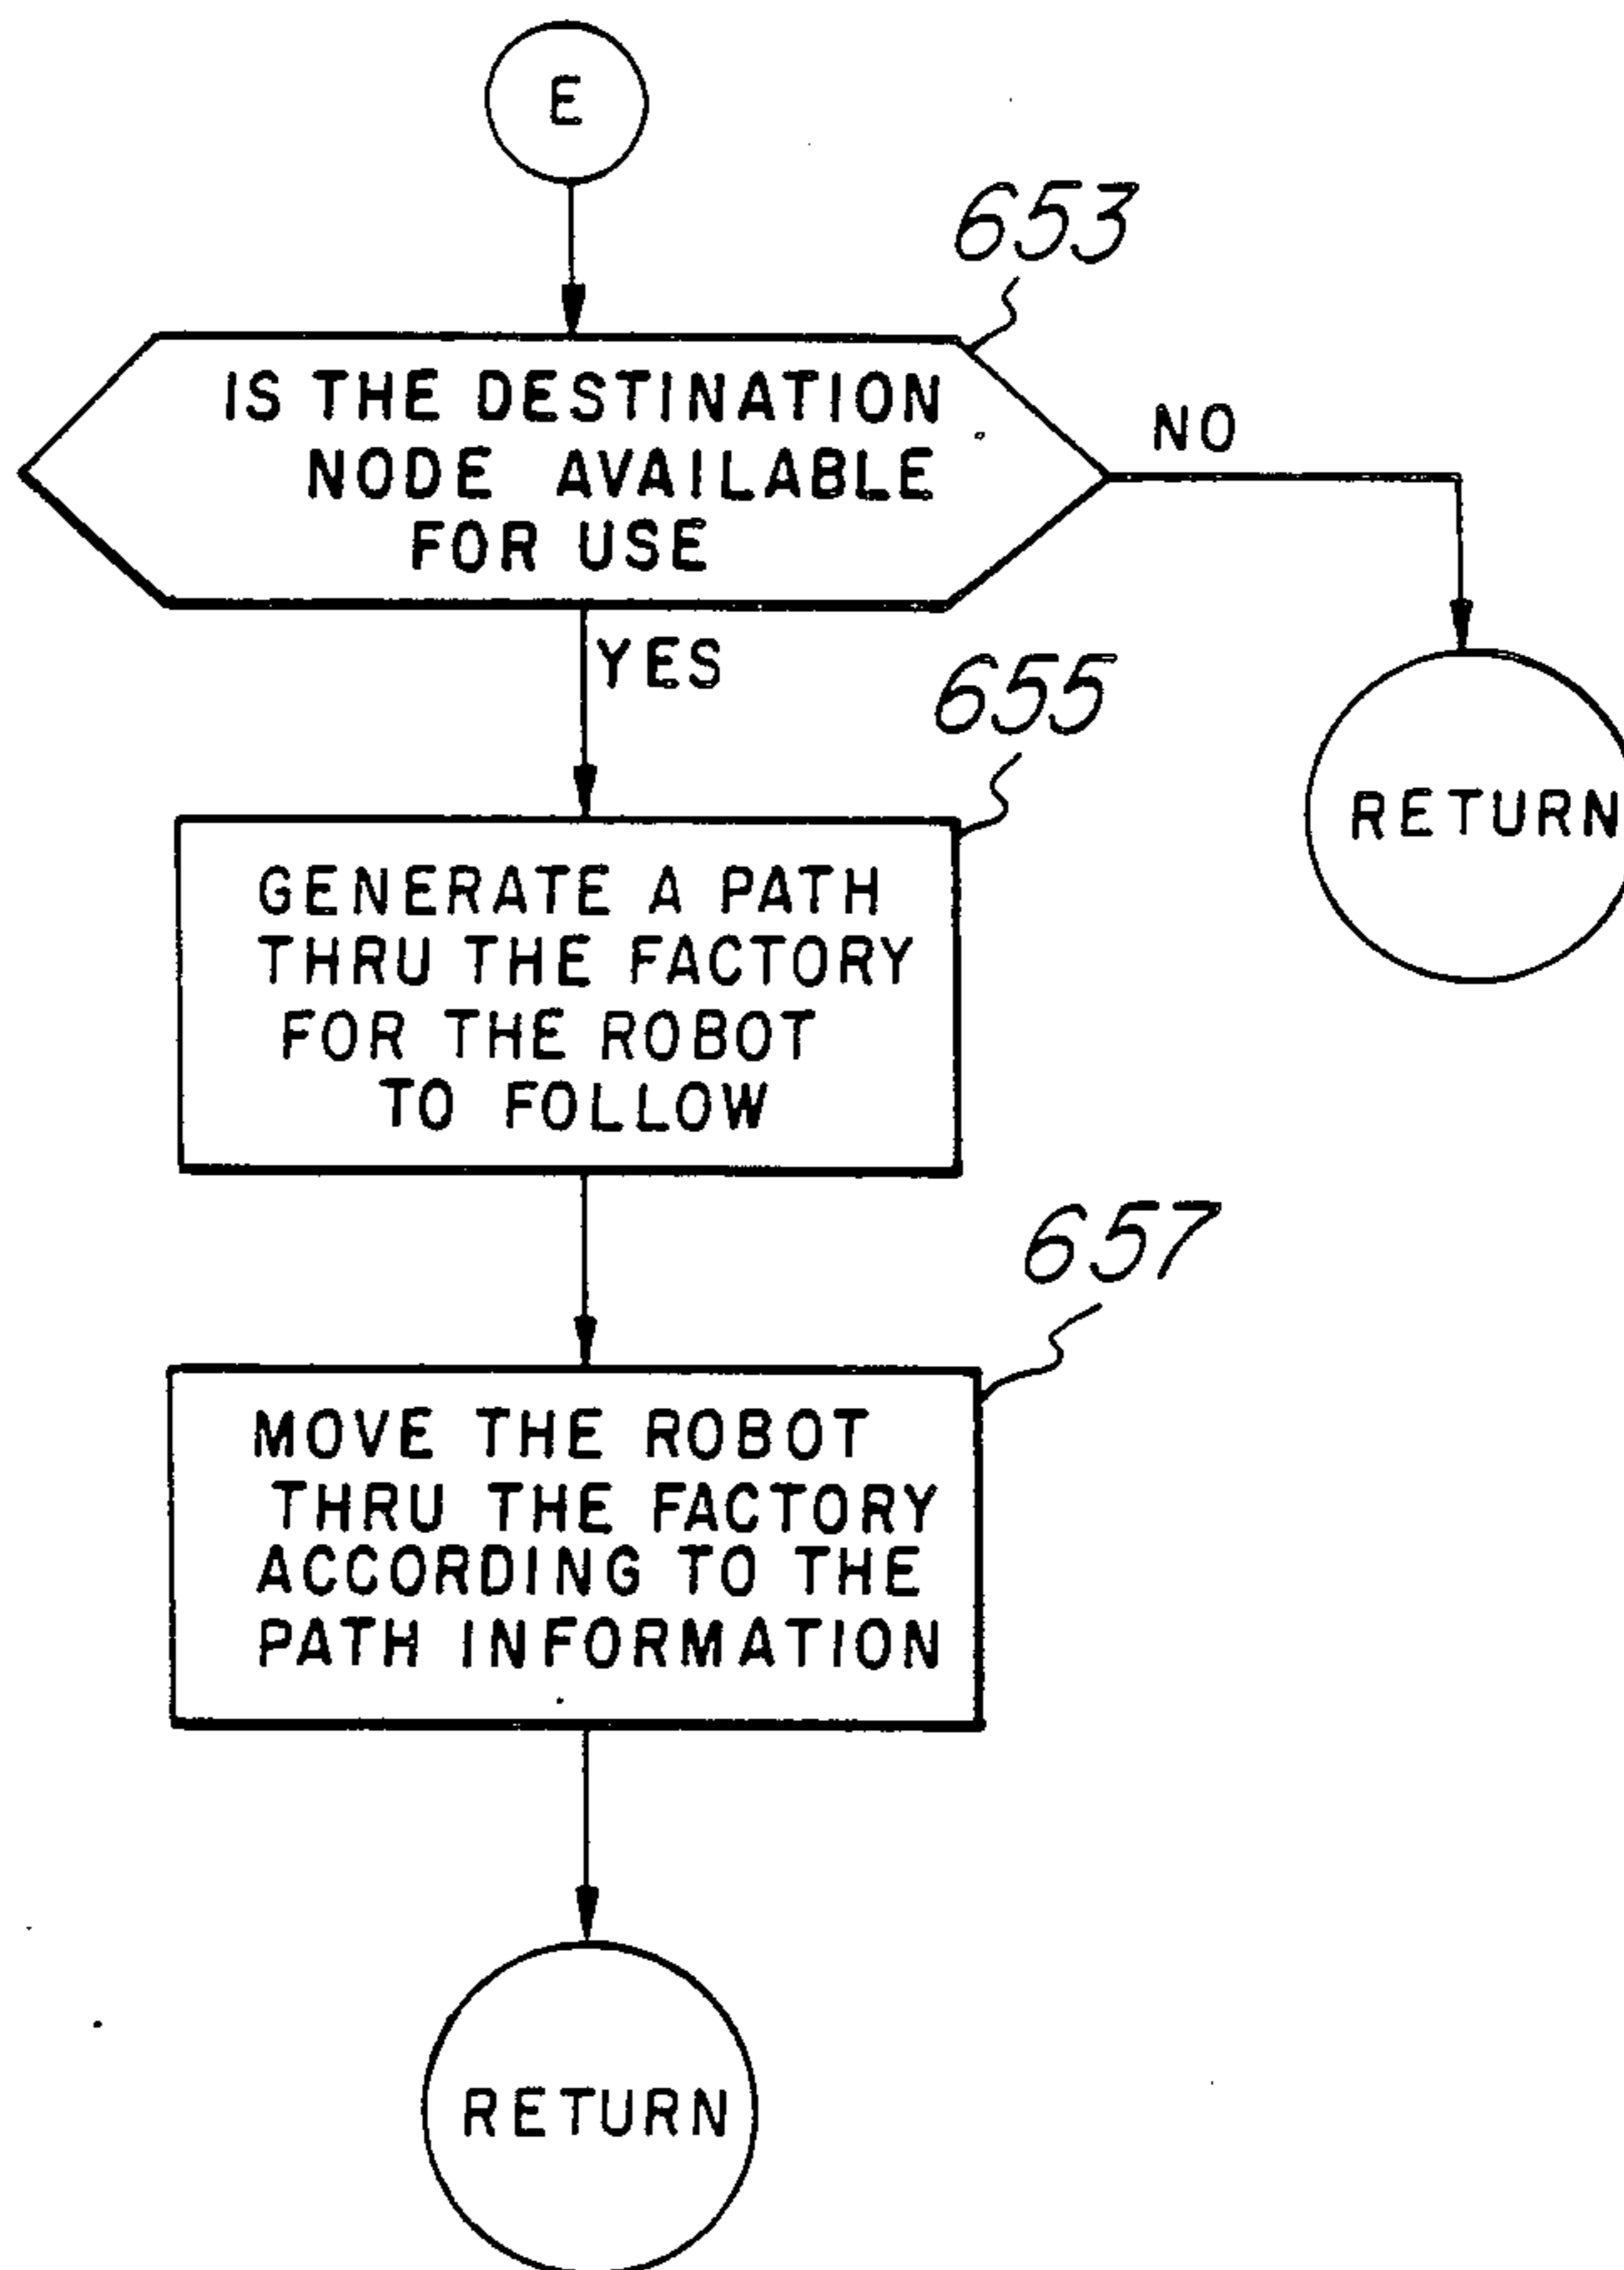 E
653
IS THE DESTINATION
NODE AVAILABLE
FOR USE
NO
YES
655
RETURN
GENERATE A PATH
THRU THE FACTORY
FOR THE ROBOT
TO FOLLOW
657
MOVE THE ROBOT
THRU THE FACTORY
ACCORDING TO THE
PATH INFORMATION
RETURN